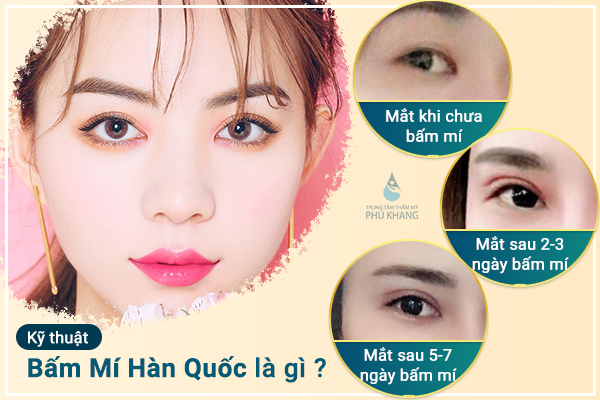 Mắt khi chưa
bấm mí
TRUNG TÂM THẨM MỸ
PHÚ KHANG
Mắt sau 2-3
ngày bấm mí
Mắt sau 5-7
ngày bấm mí
Kỹ thuật
Bấm Mí Hàn Quốc là gì ?